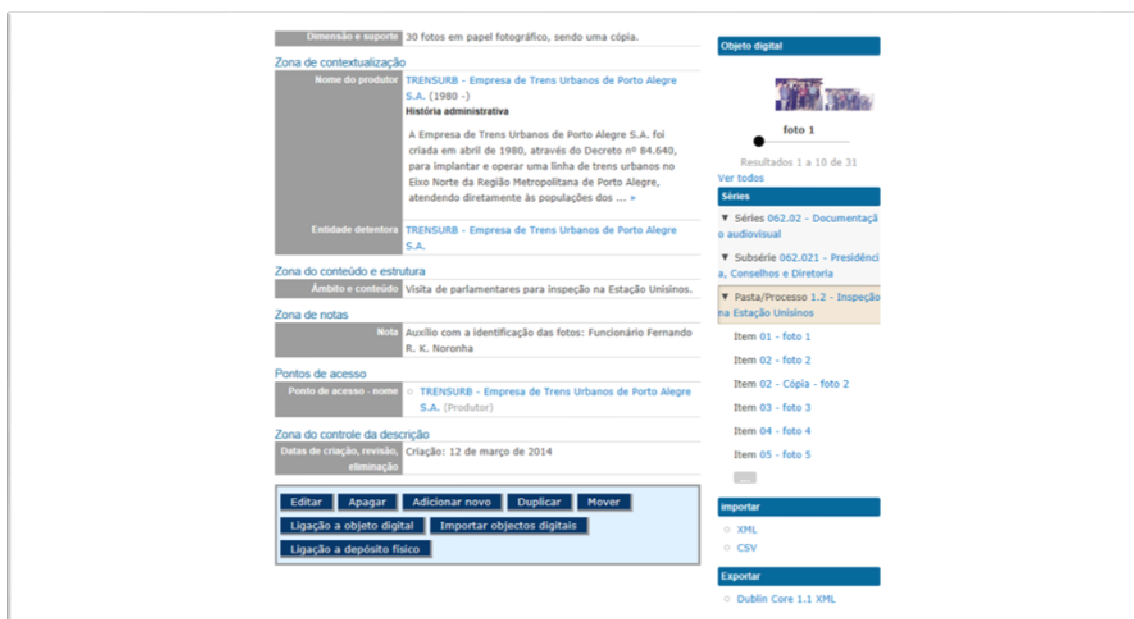 Dimensão e suporte 30 fotos em papel fotográfico, sendo uma cópia.
Zona de contextualização
Nome do produtor TRENSURB - Empresa de Trens Urbanos de Porto Alegre
S.A. (1980 -)
História administrativa
A Empresa de Trens Urbanos de Porto Alegre S.A. foi
criada em abril de 1980, através do Decreto nº 84.640,
para implantar e operar uma linha de trens urbanos no
Eixo Norte da Região Metropolitana de Porto Alegre,
atendendo diretamente às populações dos ... »
Entidade detentora TRENSURB - Empresa de Trens Urbanos de Porto Alegre
S.A.
Zona do conteúdo e estrutura
Âmbito e conteúdo Visita de parlamentares para inspeção na Estação Unisinos.
Zona de notas
Nota Auxílio com a identificação das fotos: Funcionário Fernando
R. K. Noronha
Pontos de acesso
Ponto de acesso - nome TRENSURB - Empresa de Trens Urbanos de Porto Alegre
S.A. (Produtor)
Zona do controle da descrição
Datas de criação, revisão, Criação: 12 de março de 2014
eliminação
Editar Apagar Adicionar novo Duplicar Mover
Ligação a objeto digital Importar objectos digitais
Ligação a depósito físico
Objeto digital
foto 1
Resultados 1 a 10 de 31
Ver todos
Séries
▼ Séries 062.02 - Documentaçã
o audiovisual
▼ Subsérie 062.021 - Presidênci
a, Conselhos e Diretoria
▼ Pasta/Processo 1.2 - Inspeção
na Estação Unisinos
Item 01 - foto 1
Item 02 - foto 2
Item 02 - Cópia - foto 2
Item 03 - foto 3
Item 04 - foto 4
Item 05 - foto 5
...
Importar
XML
CSV
Exportar
Dublin Core 1.1 XML